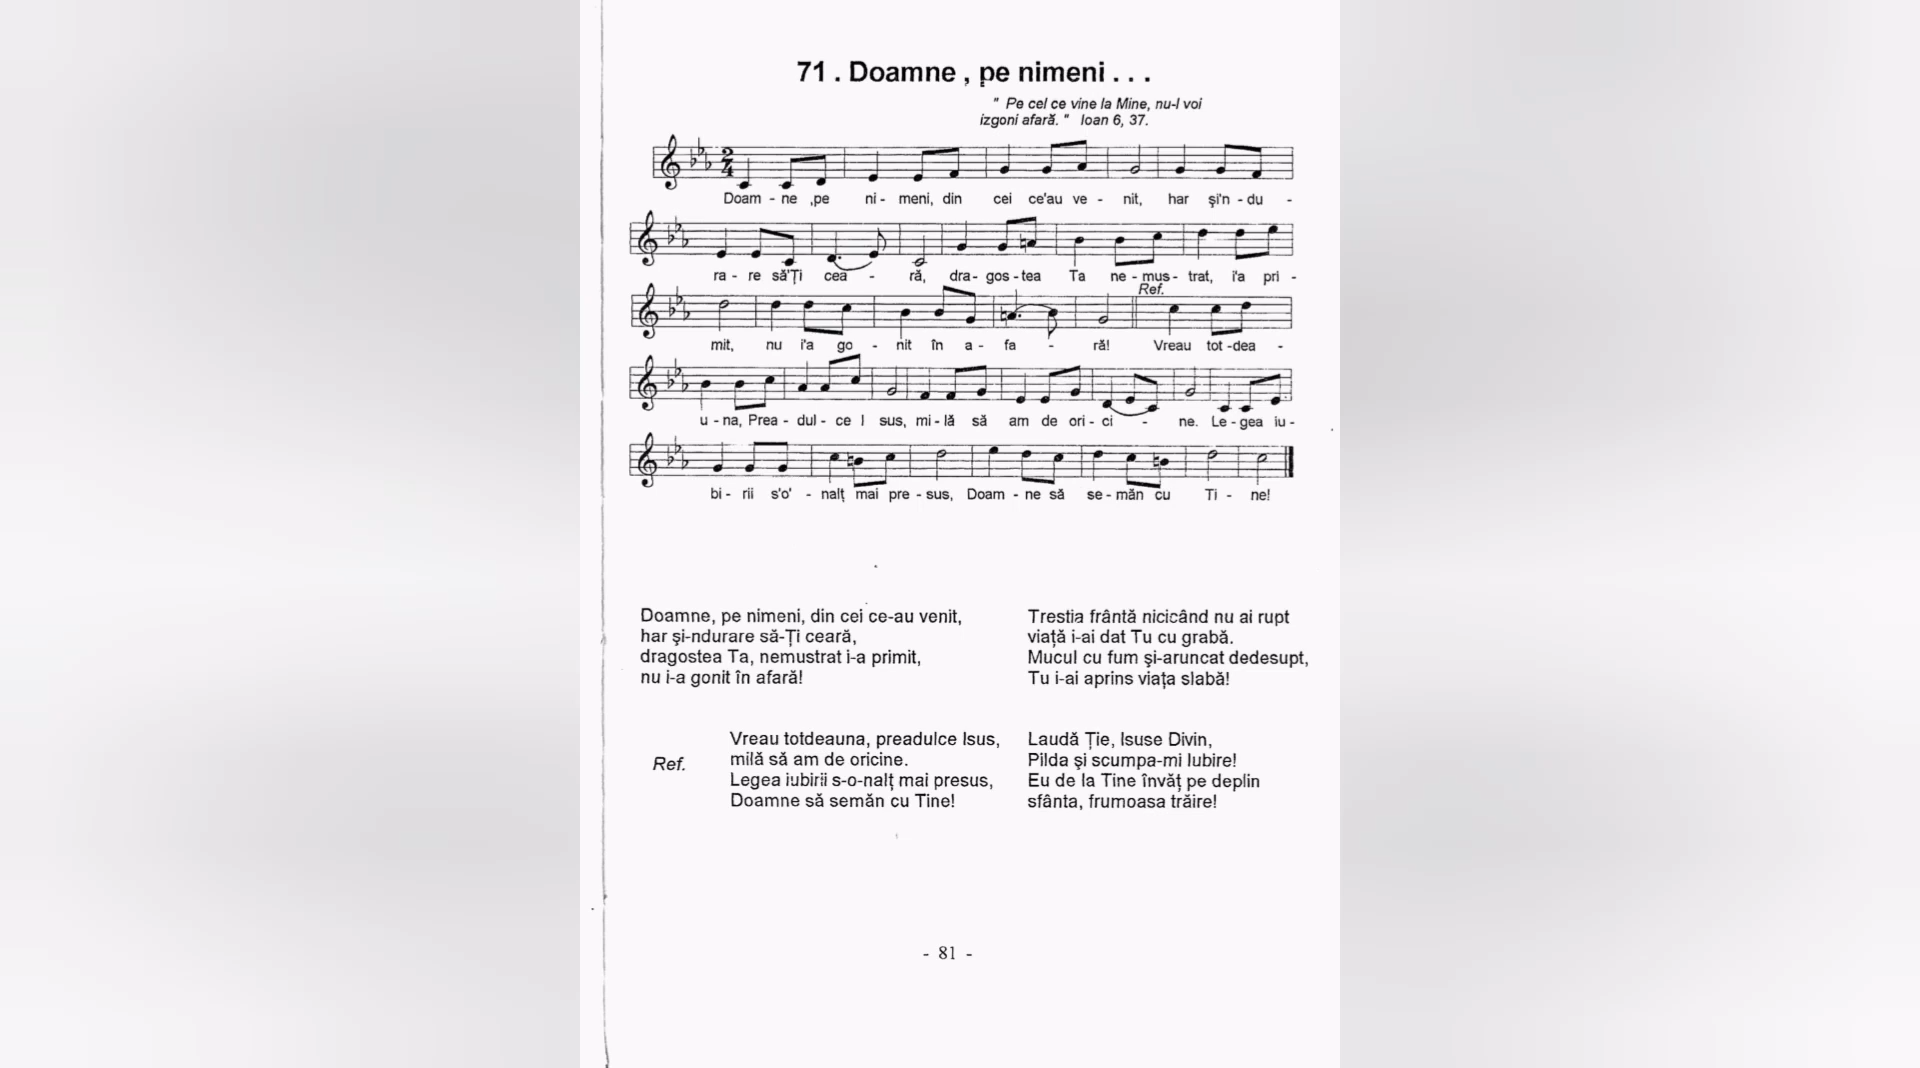 71 . Doamne , pe nimeni . . .
" Pe cel ce vine la Mine, nu-l voi
izgoni afară. " Ioan 6, 37.
Doam - ne ,pe ni - meni, din cei ce'au ve - nit, har şi'n - du -
ra - re să'Ţi cea - ră, dra- gos - tea Ta ne - mus - trat, i'a pri -
Ref.
mit, nu i'a go - nit în a - fa - ră! Vreau tot -dea -
u - na, Prea - dul - ce I sus, mi - lă să am de ori - ci - ne. Le - gea iu -
bi - rii s'o' - nalţ mai pre - sus, Doam - ne să se - măn cu Ti - ne!
Doamne, pe nimeni, din cei ce-au venit,
har şi-ndurare să-Ţi ceară,
dragostea Ta, nemustrat i-a primit,
nu i-a gonit în afară!
Trestia frântă nicicând nu ai rupt
viaţă i-ai dat Tu cu grabă.
Mucul cu fum şi-aruncat dedesupt,
Tu i-ai aprins viaţa slabă!
Ref.
Vreau totdeauna, preadulce Isus,
milă să am de oricine.
Legea iubirii s-o-nalţ mai presus,
Doamne să semăn cu Tine!
Laudă Ţie, Isuse Divin,
Pilda şi scumpa-mi Iubire!
Eu de la Tine învăţ pe deplin
sfânta, frumoasa trăire!
- 81 -